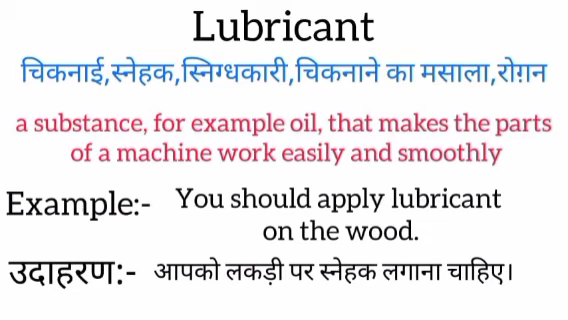 Lubricant
चिकनाई,स्नेहक,स्निग्धकारी,चिकनाने का मसाला,रोग़न
a substance, for example oil, that makes the parts
of a machine work easily and smoothly
Example:- You should apply lubricant
on the wood.
उदाहरण:- आपको लकड़ी पर स्नेहक लगाना चाहिए।